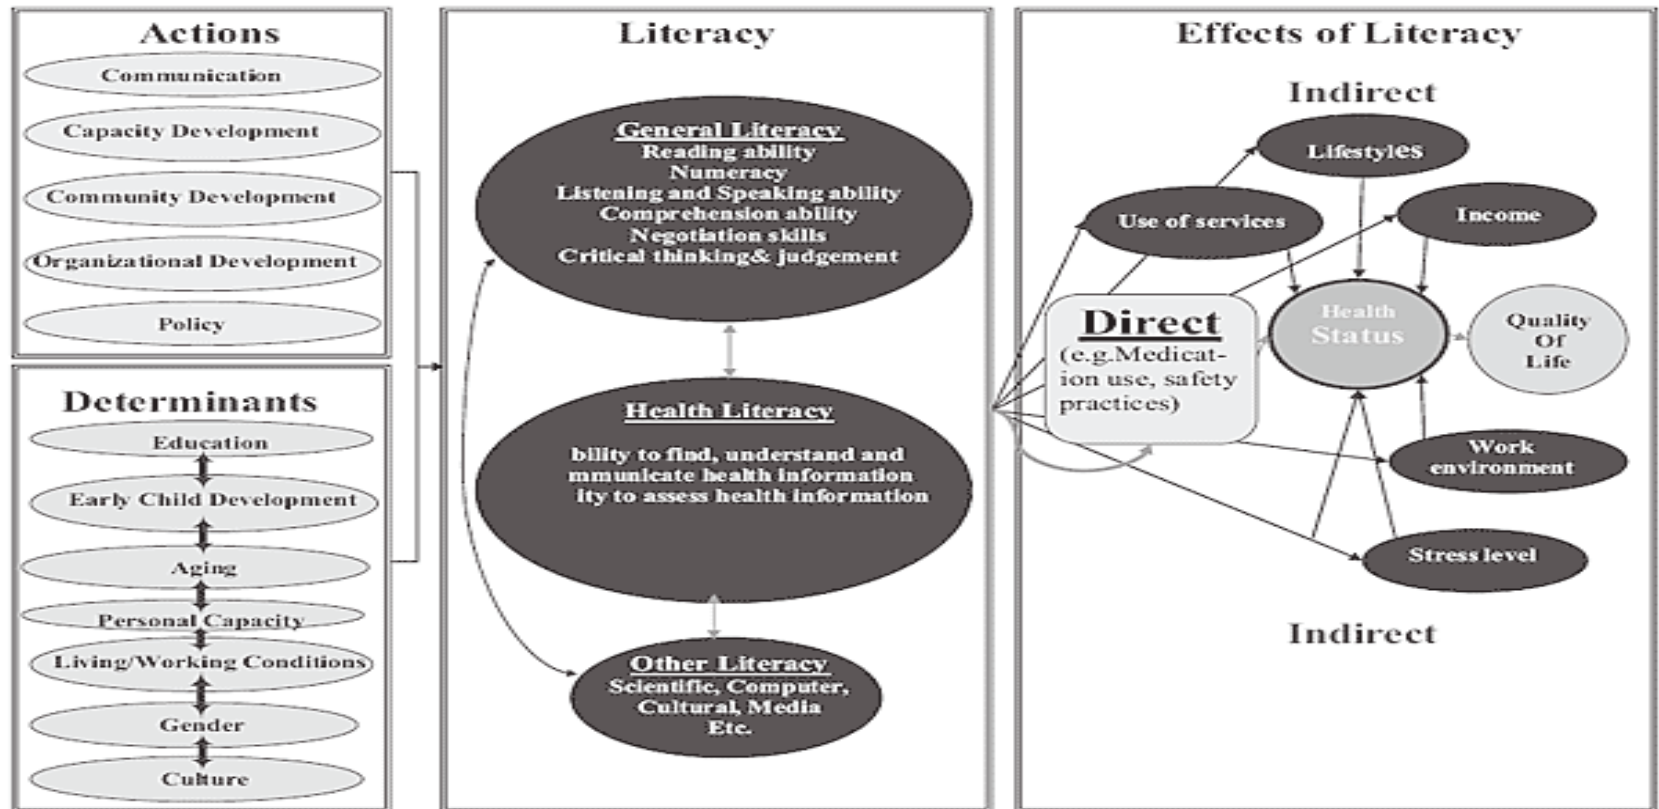 Actions
Communication
Capacity Development
Community Development
Organizational Development
Policy
Determinants
Education
Early Child Development
Aging
Personal Capacity
Living/Working Conditions
Gender
Culture
Literacy
General Literacy
Reading ability
Numeracy
Listening and Speaking ability
Comprehension ability
Negotiation skills
Critical thinking& judgement
Health Literacy
bility to find, understand and
mmunicate health information
ity to assess health information
Other Literacy
Scientific, Computer,
Cultural, Media
Etc.
Effects of Literacy
Indirect
Lifestyles
Use of services
Income
Direct
(e.g.Medicat-
ion use, safety
practices)
Health
Status
Quality
Of
Life
Work
environment
Stress level
Indirect